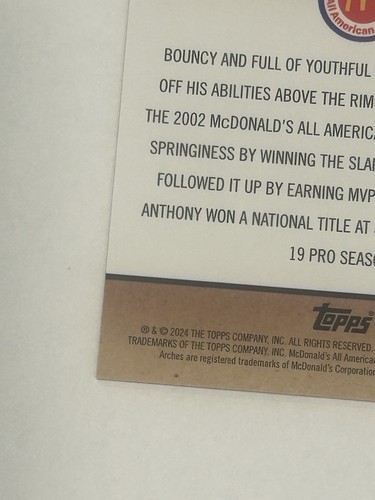 All American
BOUNCY AND FULL OF YOUTHFUL
OFF HIS ABILITIES ABOVE THE RIM
THE 2002 McDONALD'S ALL AMERICA
SPRINGINESS BY WINNING THE SLA
FOLLOWED IT UP BY EARNING MVP
ANTHONY WON A NATIONAL TITLE AT
19 PRO SEASO
topps®
® & © 2024 THE TOPPS COMPANY, INC. ALL RIGHTS RESERVED.
TRADEMARKS OF THE TOPPS COMPANY, INC. McDonald's All American
Arches are registered trademarks of McDonald's Corporation